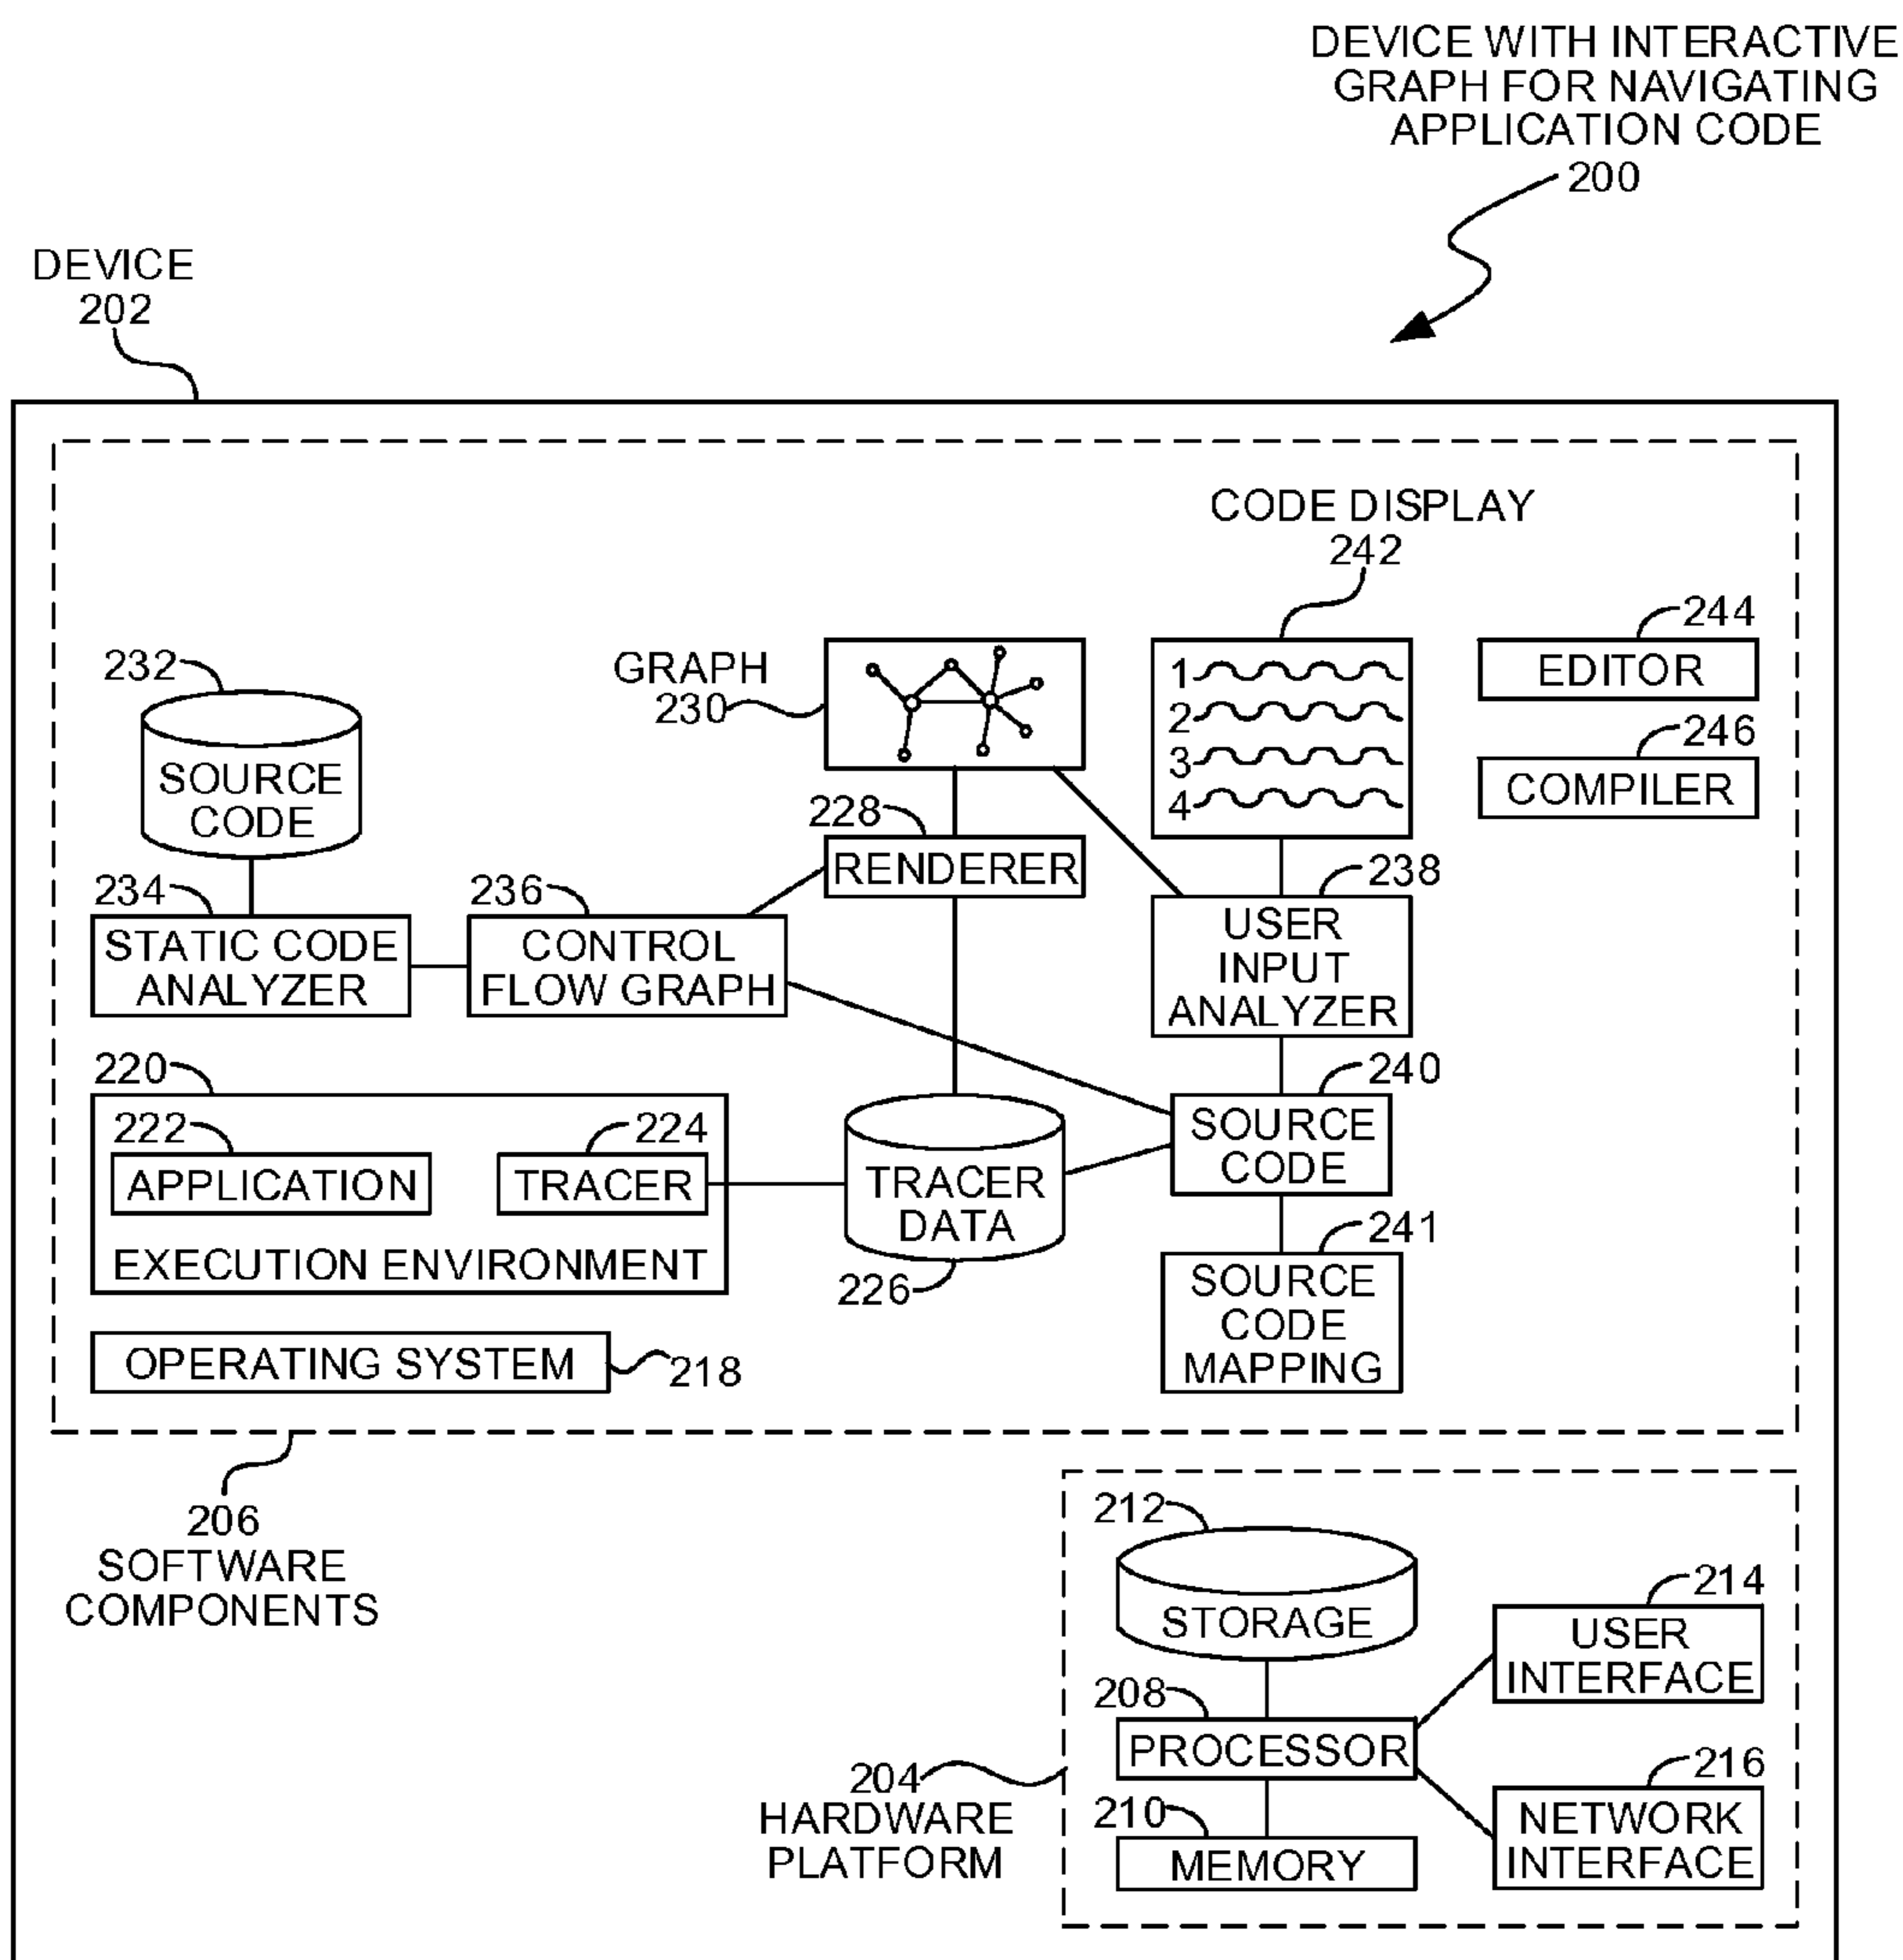 DEVICE WITH INTERACTIVE
GRAPH FOR NAVIGATING
APPLICATION CODE
200
DEVICE
202
CODE DISPLAY
242
1
2
3
4
244
EDITOR
246
COMPILER
GRAPH
230
232
SOURCE
CODE
228
RENDERER
234
STATIC CODE
ANALYZER
236
CONTROL
FLOW GRAPH
238
USER
INPUT
ANALYZER
220
222
APPLICATION
224
TRACER
EXECUTION ENVIRONMENT
TRACER
DATA
226
240
SOURCE
CODE
241
SOURCE
CODE
MAPPING
OPERATING SYSTEM
218
206
SOFTWARE
COMPONENTS
212
STORAGE
214
USER
INTERFACE
208
PROCESSOR
204
HARDWARE
PLATFORM
210
MEMORY
216
NETWORK
INTERFACE